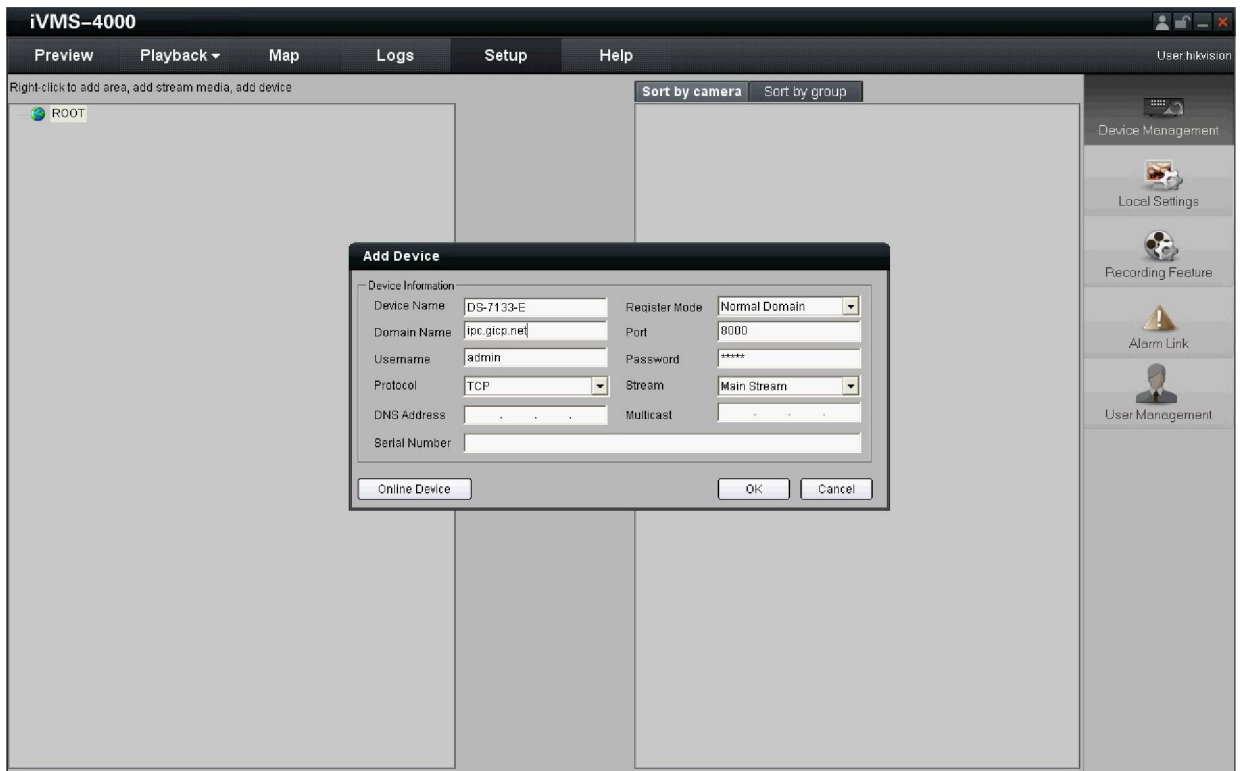 iVMS-4000
Preview Playback Map Logs Setup Help User:hikvision
Right-click to add area, add stream media, add device
Sort by camera Sort by group
ROOT
Device Management
Local Settings
Recording Feature
Alarm Link
User Management
Add Device
Device Information
Device Name DS-7133-E Register Mode Normal Domain
Domain Name ipc.gicp.net Port 8000
Username admin Password *****
Protocol TCP Stream Main Stream
DNS Address . . . Multicast . . .
Serial Number
Online Device OK Cancel